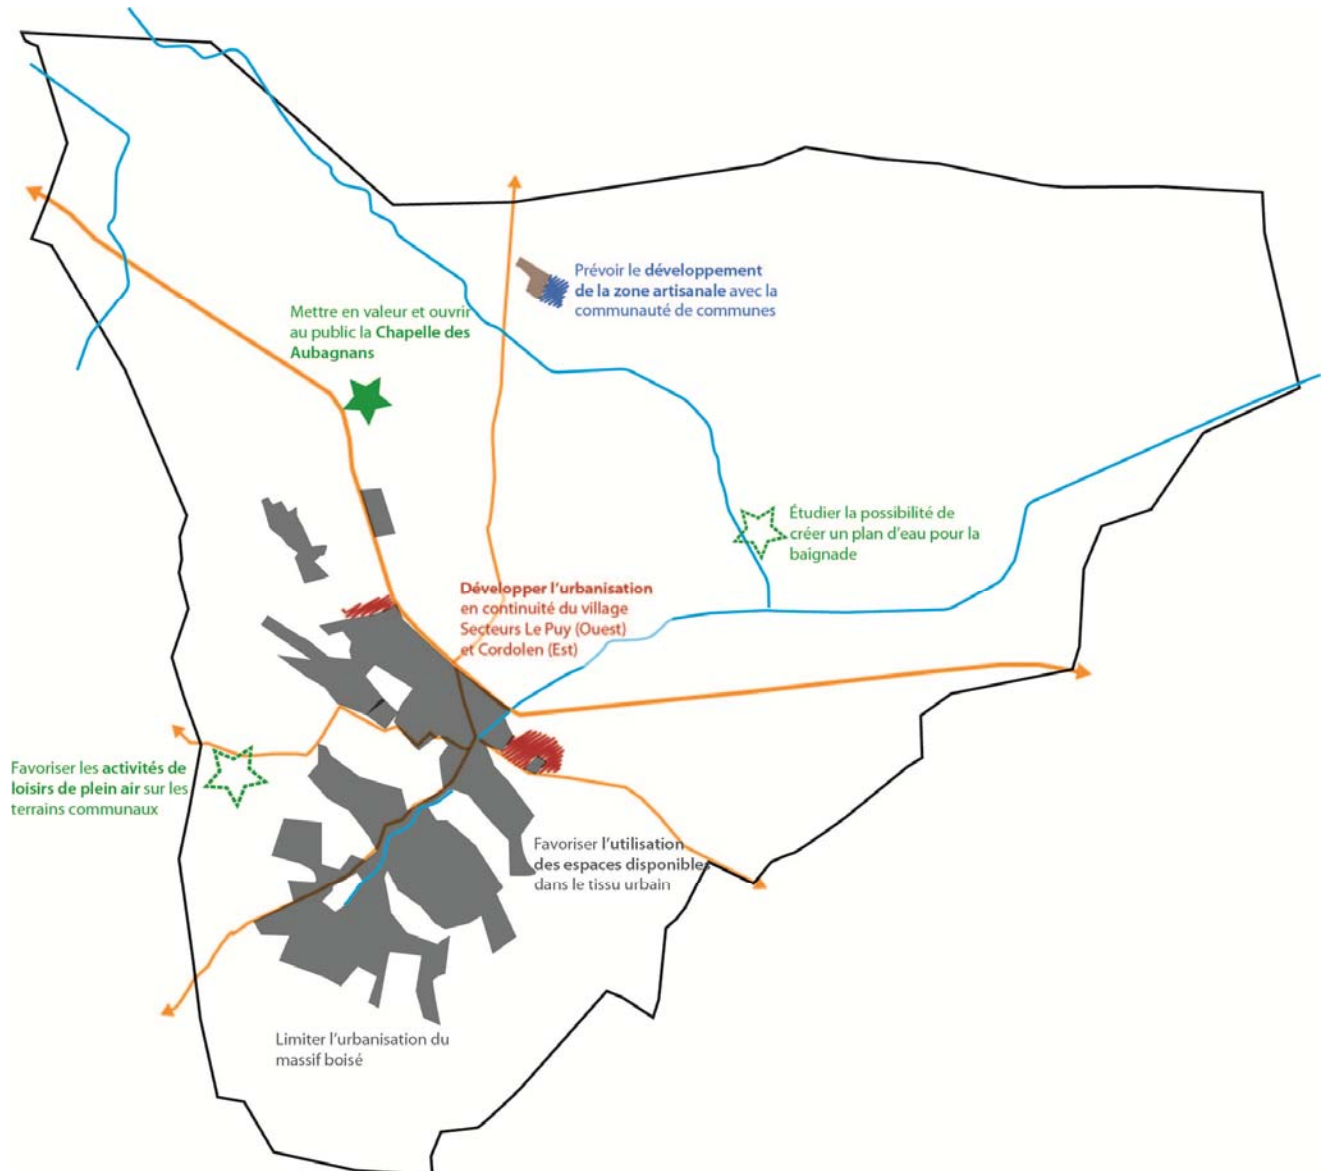 Prévoir le développement
de la zone artisanale avec la
communauté de communes
Mettre en valeur et ouvrir
au public la Chapelle des
Aubagnans
Étudier la possibilité de
créer un plan d'eau pour la
baignade
Développer l'urbanisation
en continuité du village
Secteurs Le Puy (Ouest)
et Cordolen (Est)
Favoriser les activités de
loisirs de plein air sur les
terrains communaux
Favoriser l'utilisation
des espaces disponibles
dans le tissu urbain
Limiter l'urbanisation du
massif boisé